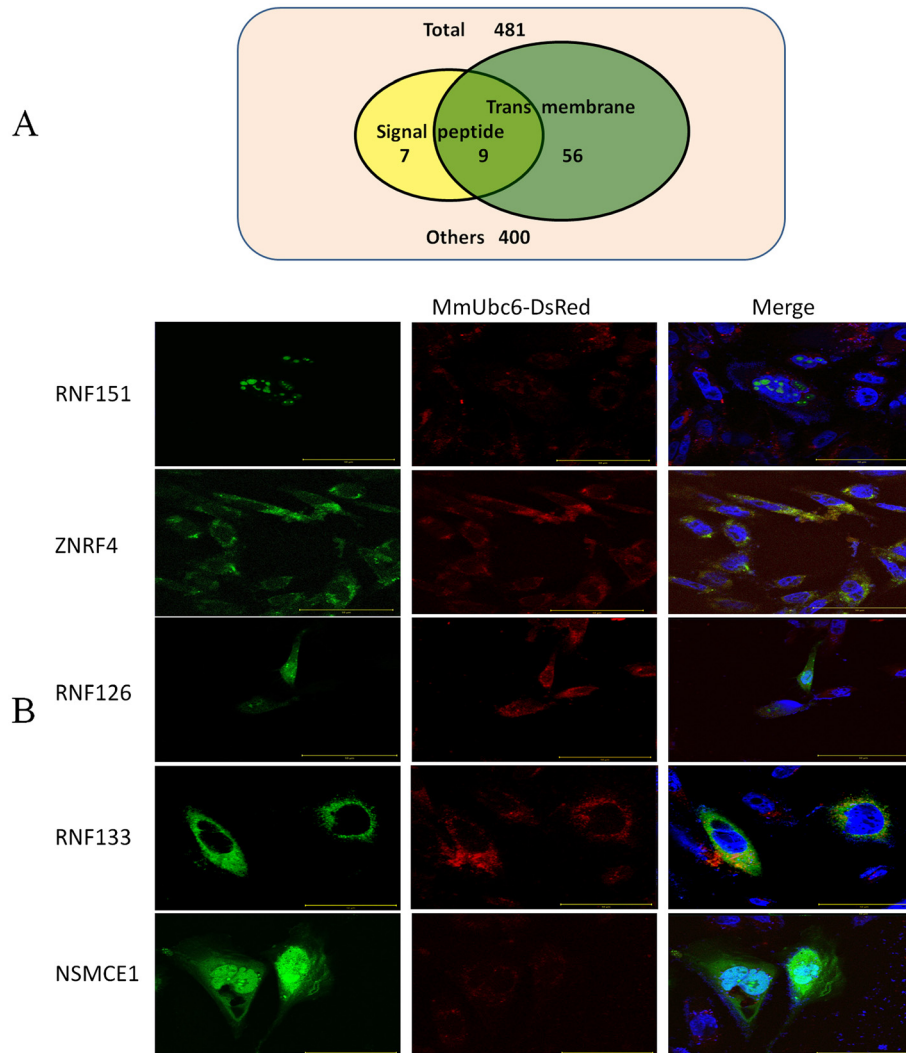 A
Total 481
Trans membrane
Signal peptide
7 9 56
Others 400
MmUbc6-DsRed Merge
RNF151
ZNRF4
RNF126
B
RNF133
NSMCE1